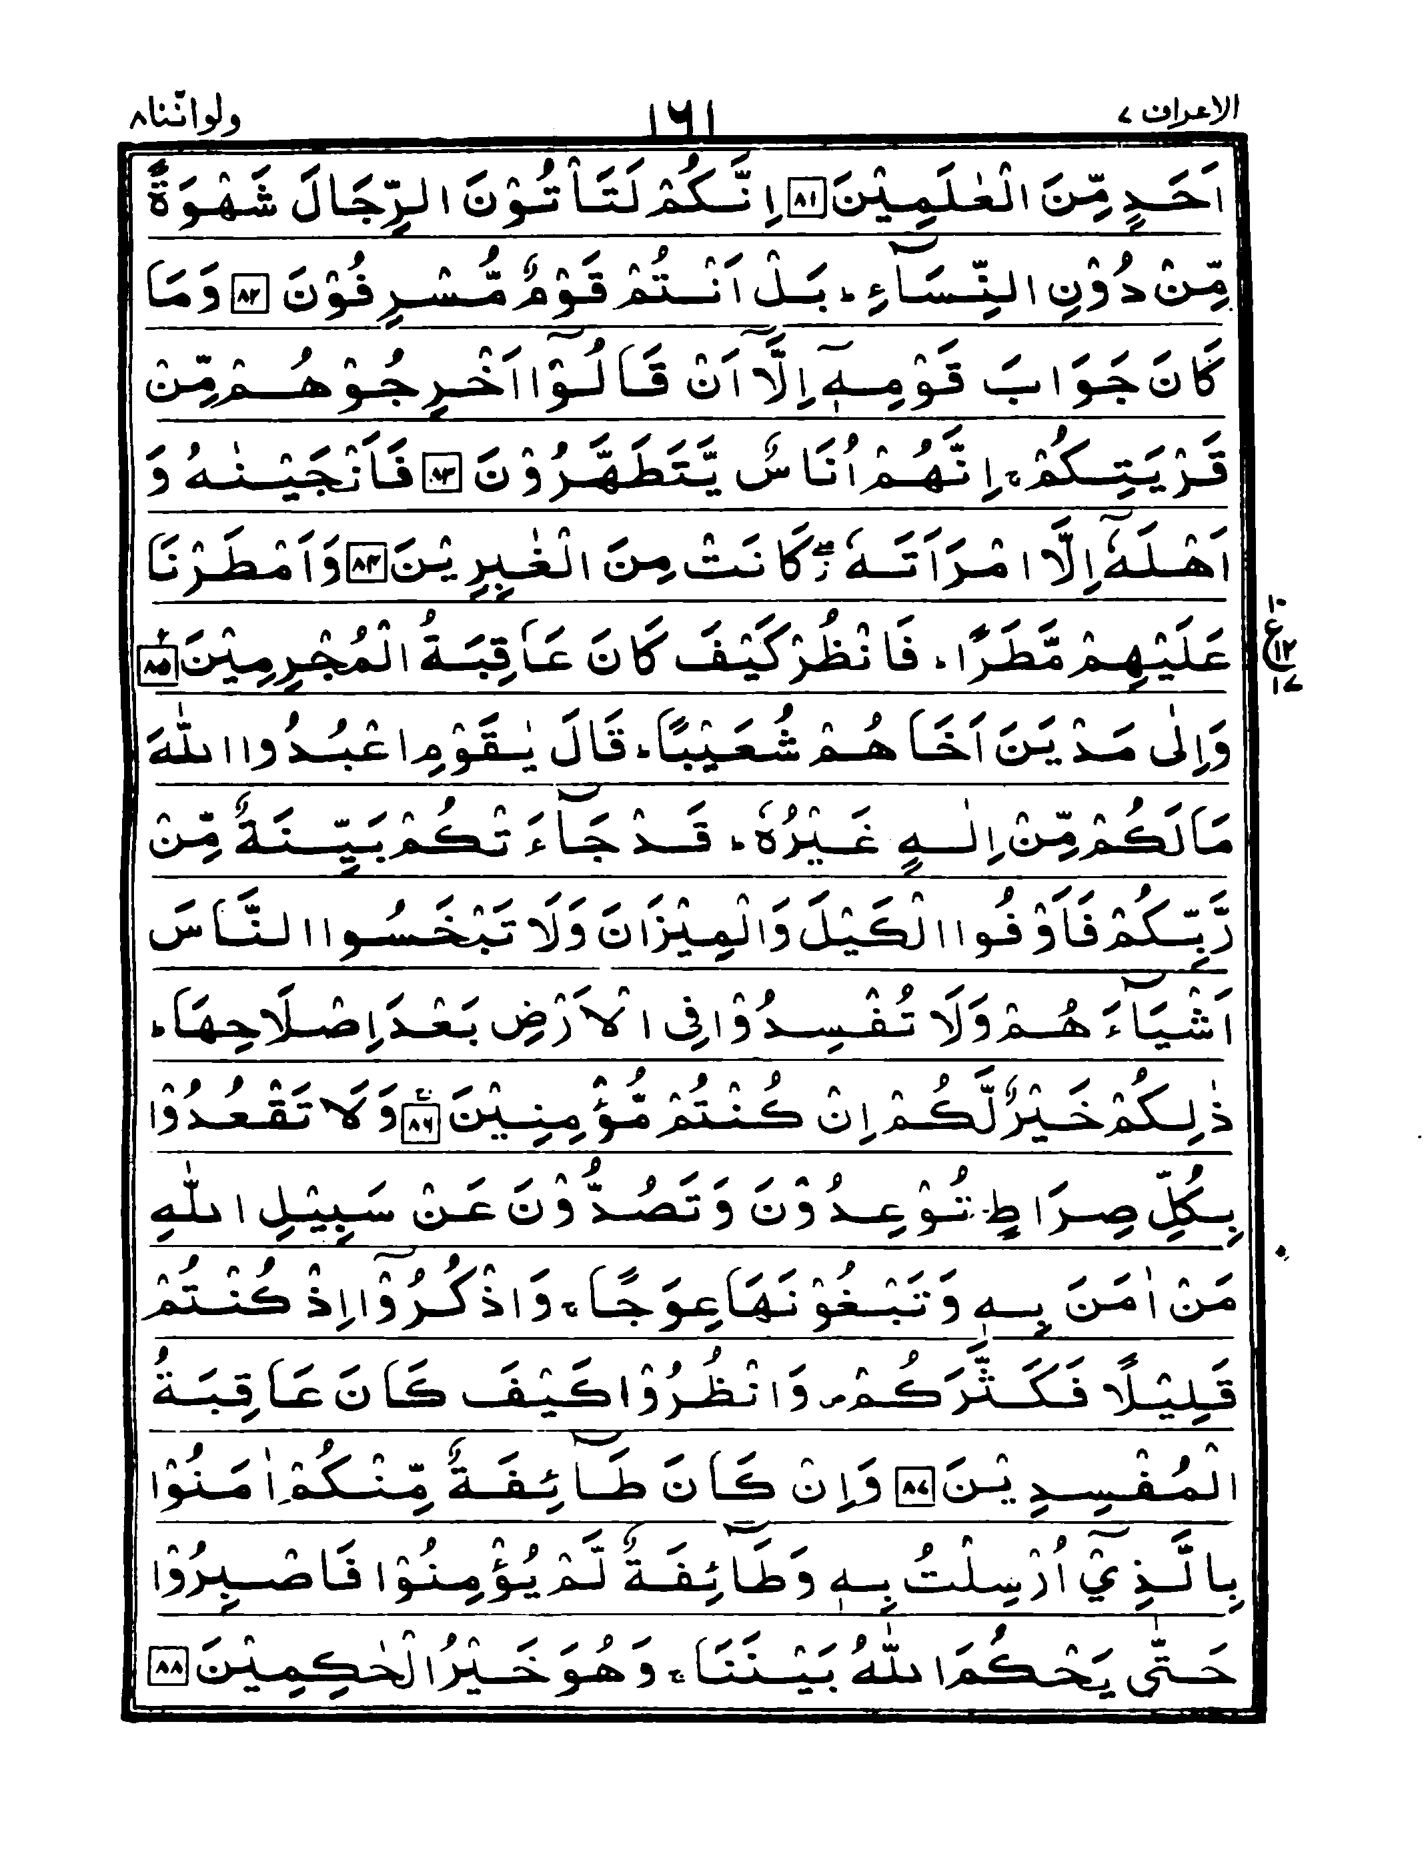 الاعراف ٧ ١٦١ ولواننا ٨
اَحَدٍ مِّنَ الْعٰلَمِيْنَ ٨١ اِنَّكُمْ لَتَاْتُوْنَ الرِّجَالَ شَهْوَةً
مِّنْ دُوْنِ النِّسَآءِ ؕ بَلْ اَنْتُمْ قَوْمٌ مُّسْرِفُوْنَ ٨٢ وَمَا
كَانَ جَوَابَ قَوْمِهٖٓ اِلَّاۤ اَنْ قَالُوْۤا اَخْرِجُوْهُمْ مِّنْ
قَرْيَتِكُمْ ۚ اِنَّهُمْ اُنَاسٌ يَّتَطَهَّرُوْنَ ٨٣ فَاَنْجَيْنٰهُ وَ
اَهْلَهٗٓ اِلَّا امْرَاَتَهٗ ۖ ز كَانَتْ مِنَ الْغٰبِرِيْنَ ٨٤ وَاَمْطَرْنَا
عَلَيْهِمْ مَّطَرًا ؕ فَانْظُرْ كَيْفَ كَانَ عَاقِبَةُ الْمُجْرِمِيْنَ ٨٥
١٠ ع ١٢ ١٧
وَاِلٰى مَدْيَنَ اَخَاهُمْ شُعَيْبًا ؕ قَالَ يٰقَوْمِ اعْبُدُوا اللّٰهَ
مَالَكُمْ مِّنْ اِلٰهٍ غَيْرُهٗ ؕ قَدْ جَآءَتْكُمْ بَيِّنَةٌ مِّنْ
رَّبِّكُمْ فَاَوْفُوا الْكَيْلَ وَالْمِيْزَانَ وَلَا تَبْخَسُوا النَّاسَ
اَشْيَآءَهُمْ وَلَا تُفْسِدُوْا فِى الْاَرْضِ بَعْدَ اِصْلَاحِهَا ؕ
ذٰلِكُمْ خَيْرٌ لَّكُمْ اِنْ كُنْتُمْ مُّؤْمِنِيْنَ ٨٦ ۚ وَلَا تَقْعُدُوْا
بِكُلِّ صِرَاطٍ تُوْعِدُوْنَ وَتَصُدُّوْنَ عَنْ سَبِيْلِ اللّٰهِ
مَنْ اٰمَنَ بِهٖ وَتَبْغُوْنَهَا عِوَجًا ۚ وَاذْكُرُوْۤا اِذْ كُنْتُمْ
قَلِيْلًا فَكَثَّرَكُمْ ص وَانْظُرُوْا كَيْفَ كَانَ عَاقِبَةُ
الْمُفْسِدِيْنَ ٨٧ وَاِنْ كَانَ طَآئِفَةٌ مِّنْكُمْ اٰمَنُوْا
بِالَّذِىْۤ اُرْسِلْتُ بِهٖ وَطَآئِفَةٌ لَّمْ يُؤْمِنُوْا فَاصْبِرُوْا
حَتّٰى يَحْكُمَ اللّٰهُ بَيْنَنَا ۚ وَهُوَ خَيْرُ الْحٰكِمِيْنَ ٨٨